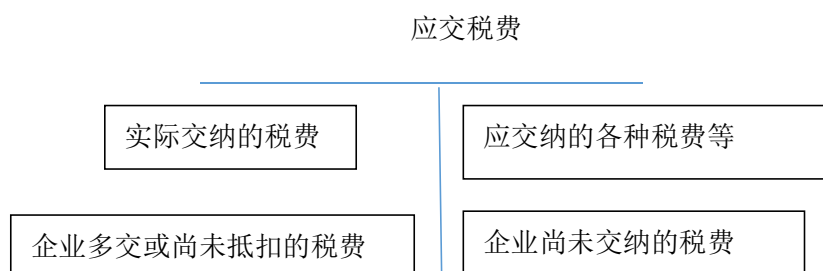 应交税费
实际交纳的税费
应交纳的各种税费等
企业多交或尚未抵扣的税费
企业尚未交纳的税费